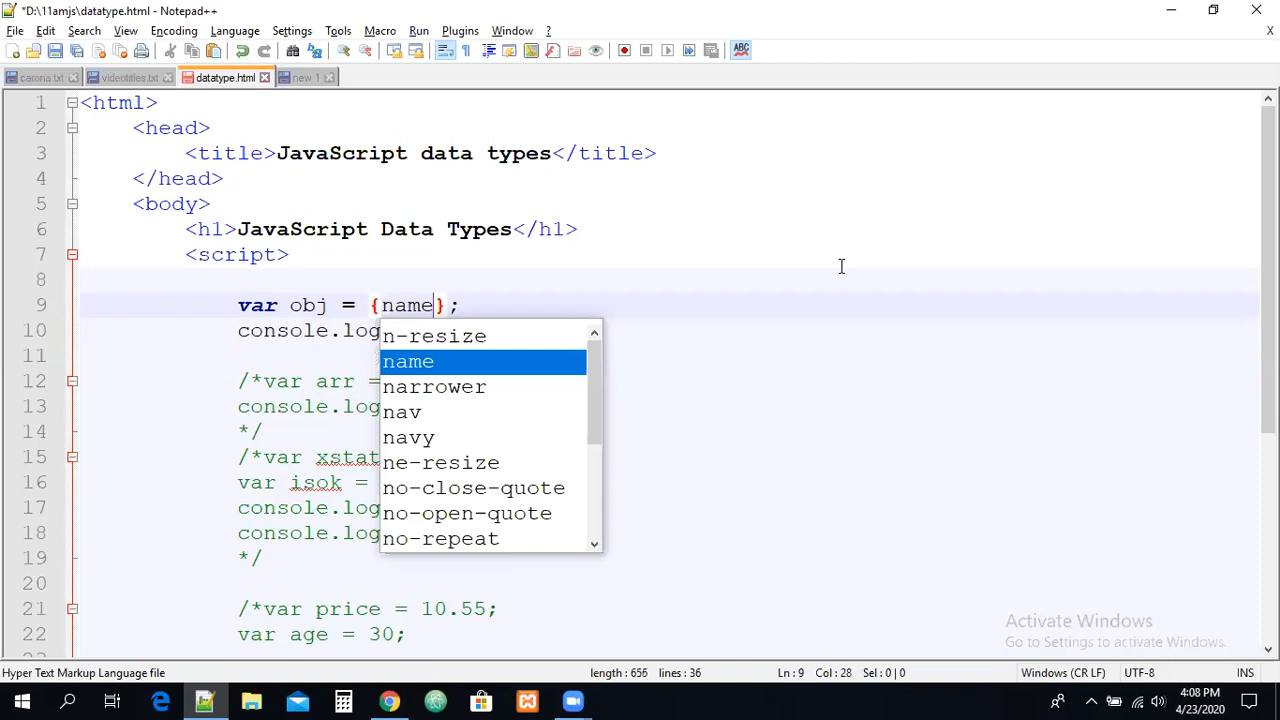 *D:\11amjs\datatype.html - Notepad++
File Edit Search View Encoding Language Settings Tools Macro Run Plugins Window ? X
ABC
carona.txt videotitles.txt datatype.html new 1
1 <html>
2 <head>
3 <title>JavaScript data types</title>
4 </head>
5 <body>
6 <h1>JavaScript Data Types</h1>
7 <script>
8
9 var obj = {name};
10 console.log
11
12 /*var arr =
13 console.log
14 */
15 /*var xstat
16 var isok =
17 console.log
18 console.log
19 */
20
21 /*var price = 10.55;
22 var age = 30;
n-resize
name
narrower
nav
navy
ne-resize
no-close-quote
no-open-quote
no-repeat
Activate Windows
Go to Settings to activate Windows.
Hyper Text Markup Language file length : 656 lines : 36 Ln : 9 Col : 28 Sel : 0 | 0 Windows (CR LF) UTF-8 INS
4:08 PM
4/23/2020